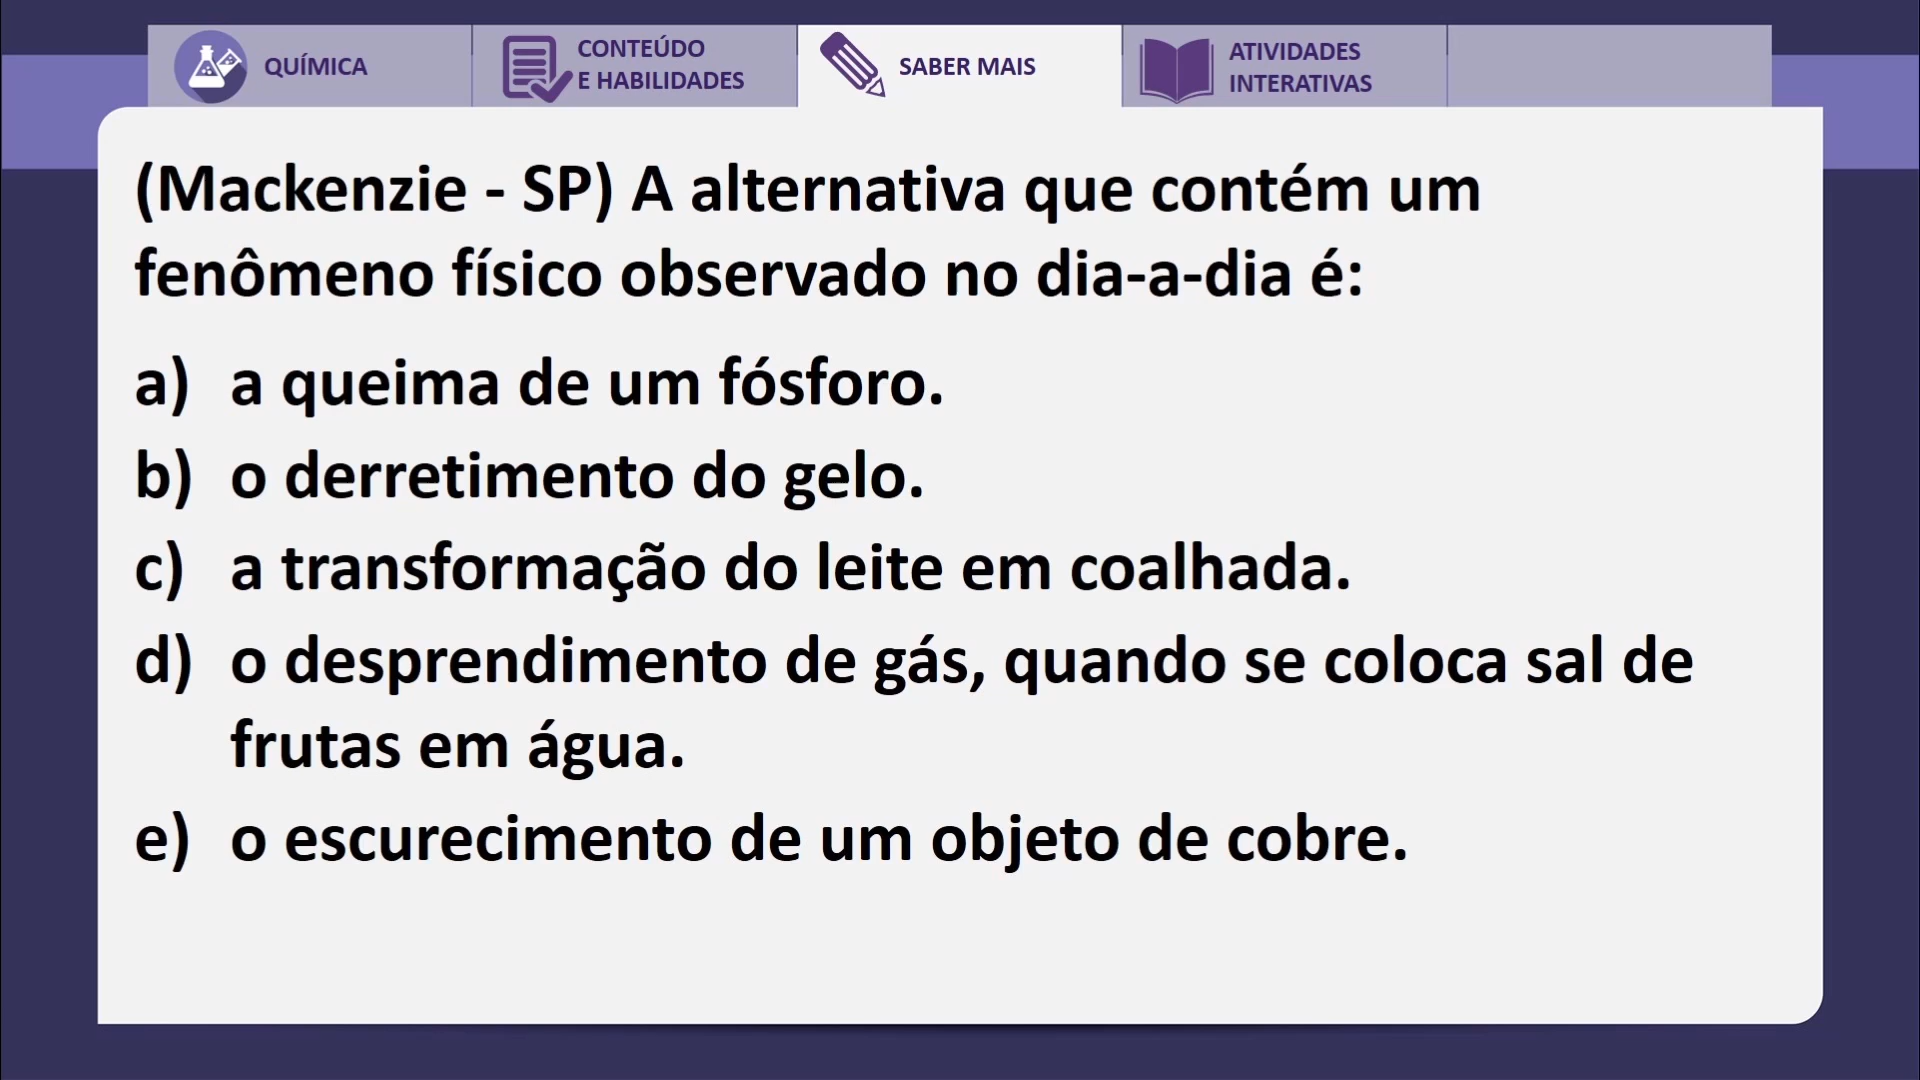 QUÍMICA
CONTEÚDO
E HABILIDADES
SABER MAIS
ATIVIDADES
INTERATIVAS
(Mackenzie - SP) A alternativa que contém um
fenômeno físico observado no dia-a-dia é:
a) a queima de um fósforo.
b) o derretimento do gelo.
c) a transformação do leite em coalhada.
d) o desprendimento de gás, quando se coloca sal de
frutas em água.
e) o escurecimento de um objeto de cobre.